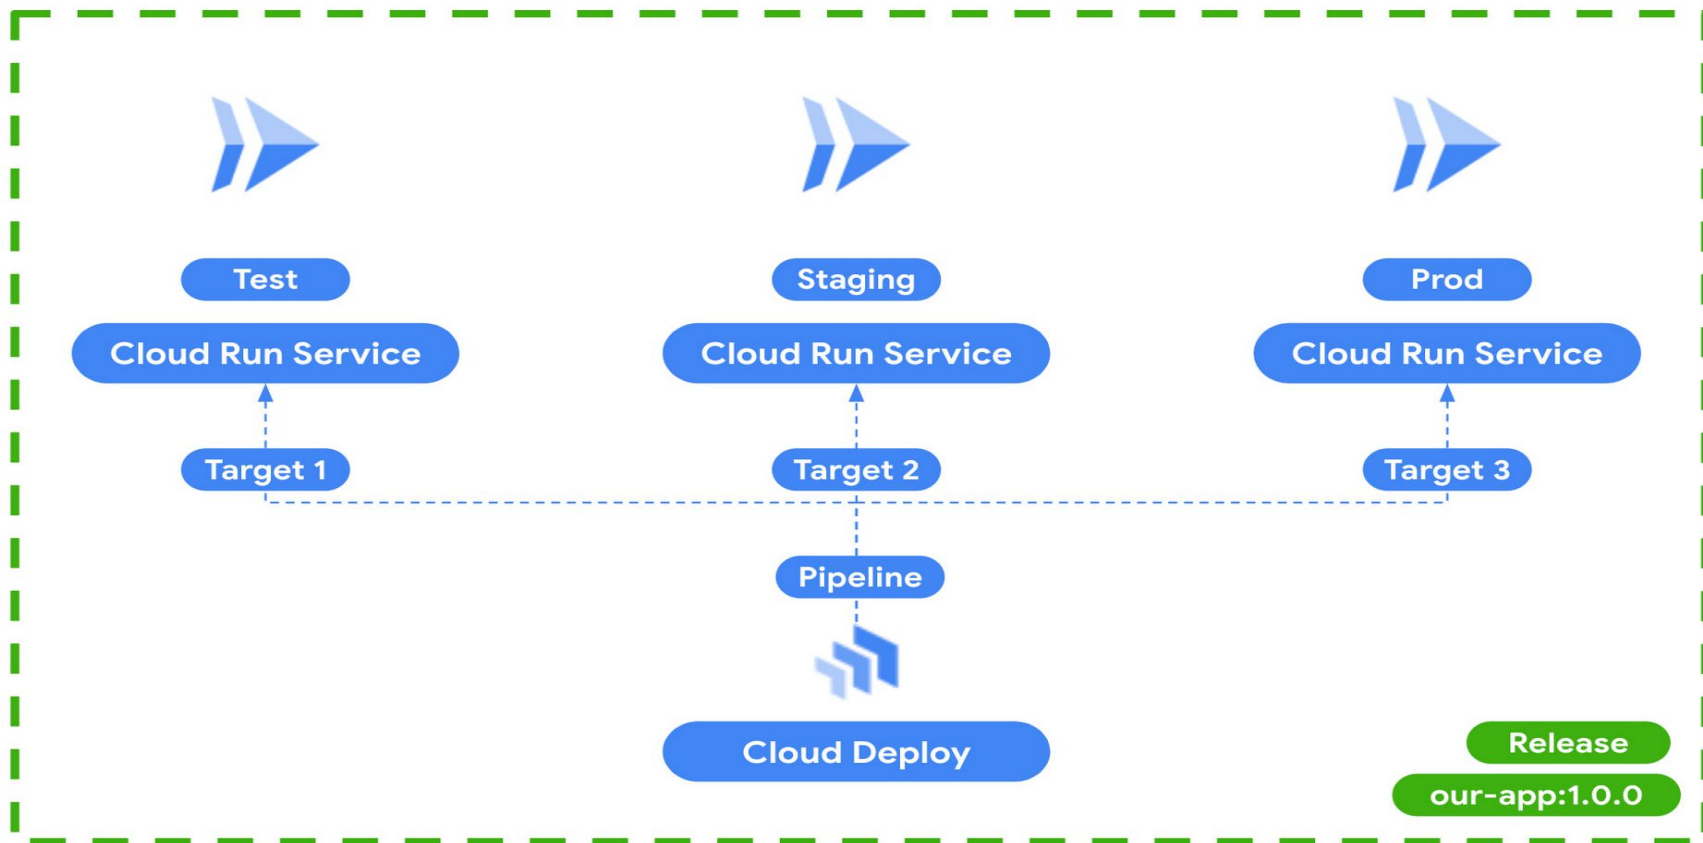 Test
Staging
Prod
Cloud Run Service
Cloud Run Service
Cloud Run Service
Target 1
Target 2
Target 3
Pipeline
Cloud Deploy
Release
our-app:1.0.0